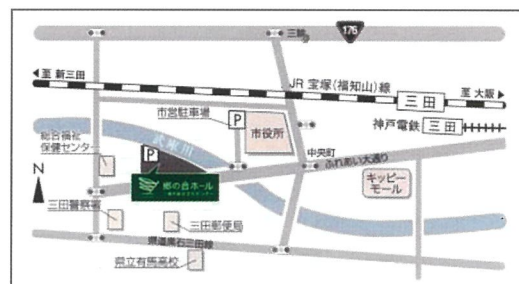 三輪
176
至 新三田
JR 宝塚(福知山)線
三田
至 大阪
市営駐車場
P
市役所
神戸電鉄
三田
総合福祉
保健センター
武庫川
P
中央町
ふれあい大通り
N
郷の音ホール
キッピー
モール
三田警察署
三田郵便局
県道黒石三田線
県立有馬高校